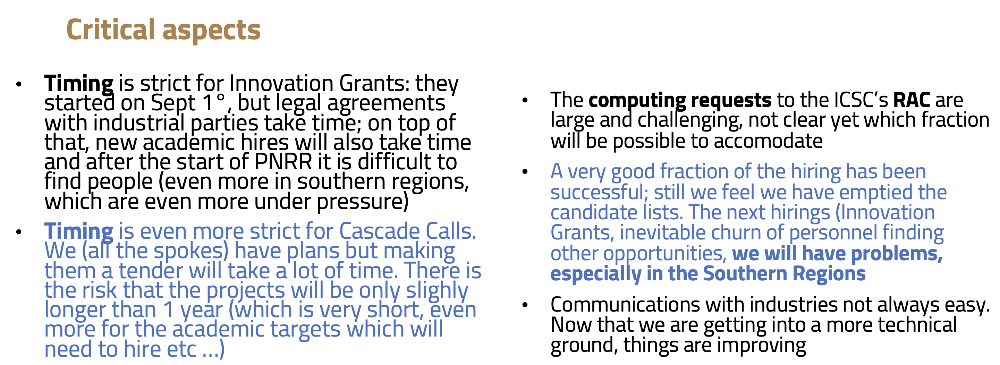 Critical aspects
• Timing is strict for Innovation Grants: they
started on Sept 1°, but legal agreements
with industrial parties take time; on top of
that, new academic hires will also take time
and after the start of PNRR it is difficult to
find people (even more in southern regions,
which are even more under pressure)
• Timing is even more strict for Cascade Calls.
We (all the spokes) have plans but making
them a tender will take a lot of time. There is
the risk that the projects will be only slighly
longer than 1 year (which is very short, even
more for the academic targets which will
need to hire etc ...)
• The computing requests to the ICSC's RAC are
large and challenging, not clear yet which fraction
will be possible to accomodate
• A very good fraction of the hiring has been
successful; still we feel we have emptied the
candidate lists. The next hirings (Innovation
Grants, inevitable churn of personnel finding
other opportunities, we will have problems,
especially in the Southern Regions
• Communications with industries not always easy.
Now that we are getting into a more technical
ground, things are improving